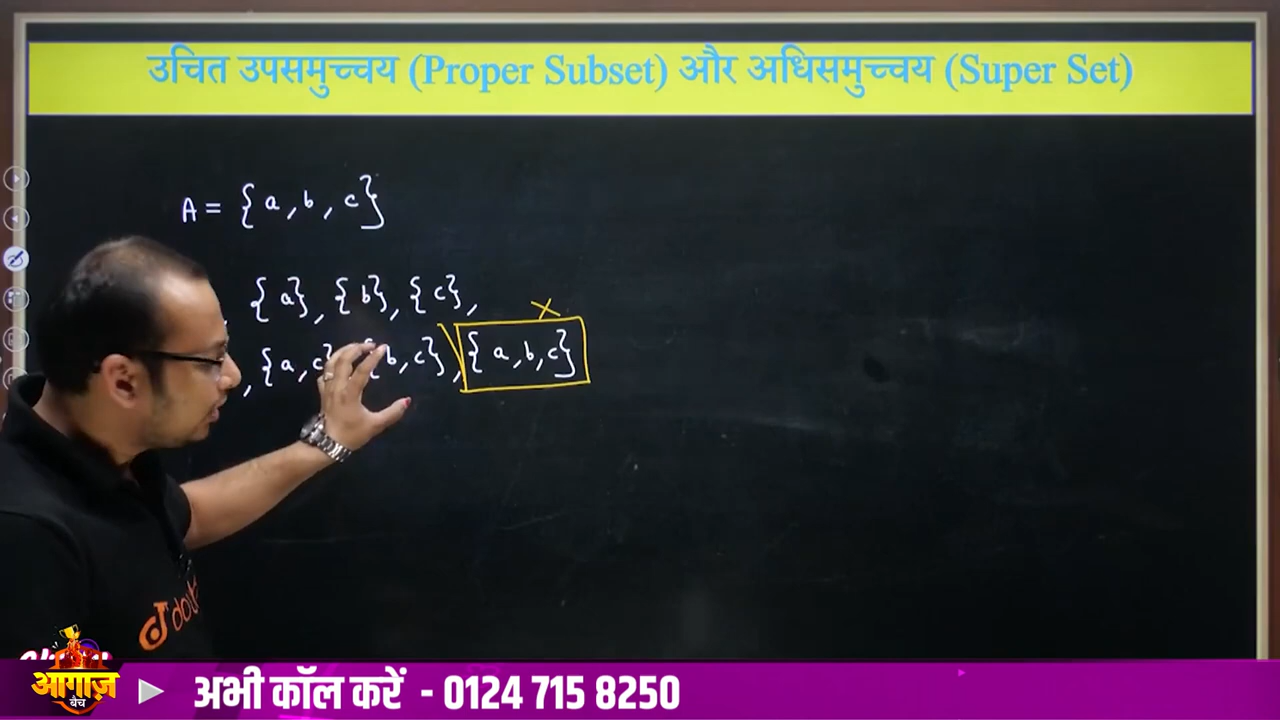 उचित उपसमुच्चय (Proper Subset) और अधिसमुच्चय (Super Set)
A = {a, b, c}
{a}, {b}, {c},
, {a, c} {b, c}, {a, b, c}
आगाज़
बैच
अभी कॉल करें - 0124 715 8250